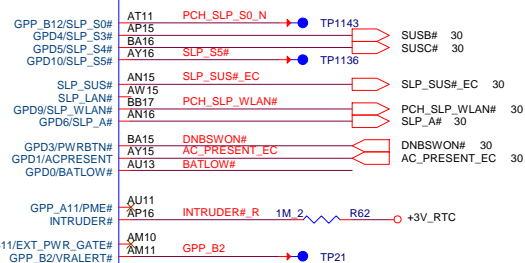 GPP_B12/SLP_S0# AT11 PCH_SLP_S0_N TP1143
GPD4/SLP_S3# AP15 SUSB# 30
GPD5/SLP_S4# BA16 SUSC# 30
GPD10/SLP_S5# AY16 SLP_S5# TP1136
SLP_SUS# AN15 SLP_SUS#_EC SLP_SUS#_EC 30
SLP_LAN# AW15
GPD9/SLP_WLAN# BB17 PCH_SLP_WLAN# PCH_SLP_WLAN# 30
GPD6/SLP_A# AN16 SLP_A# 30
GPD3/PWRBTN# BA15 DNBSWON# DNBSWON# 30
GPD1/ACPRESENT AY15 AC_PRESENT_EC AC_PRESENT_EC 30
GPD0/BATLOW# AU13 BATLOW#
GPP_A11/PME# AU11
INTRUDER# AP16 INTRUDER#_R 1M_2 R62 +3V_RTC
11/EXT_PWR_GATE# AM10
GPP_B2/VRALERT# AM11 GPP_B2 TP21